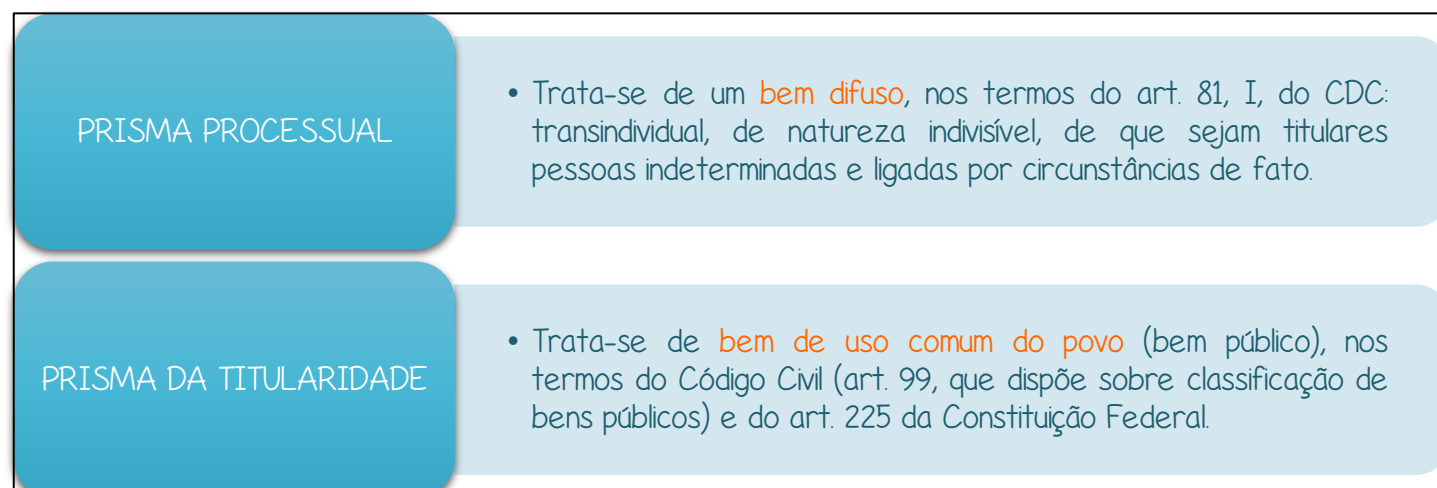 PRISMA PROCESSUAL
• Trata-se de um bem difuso, nos termos do art. 81, I, do CDC:
transindividual, de natureza indivisível, de que sejam titulares
pessoas indeterminadas e ligadas por circunstâncias de fato.
PRISMA DA TITULARIDADE
• Trata-se de bem de uso comum do povo (bem público), nos
termos do Código Civil (art. 99, que dispõe sobre classificação de
bens públicos) e do art. 225 da Constituição Federal.